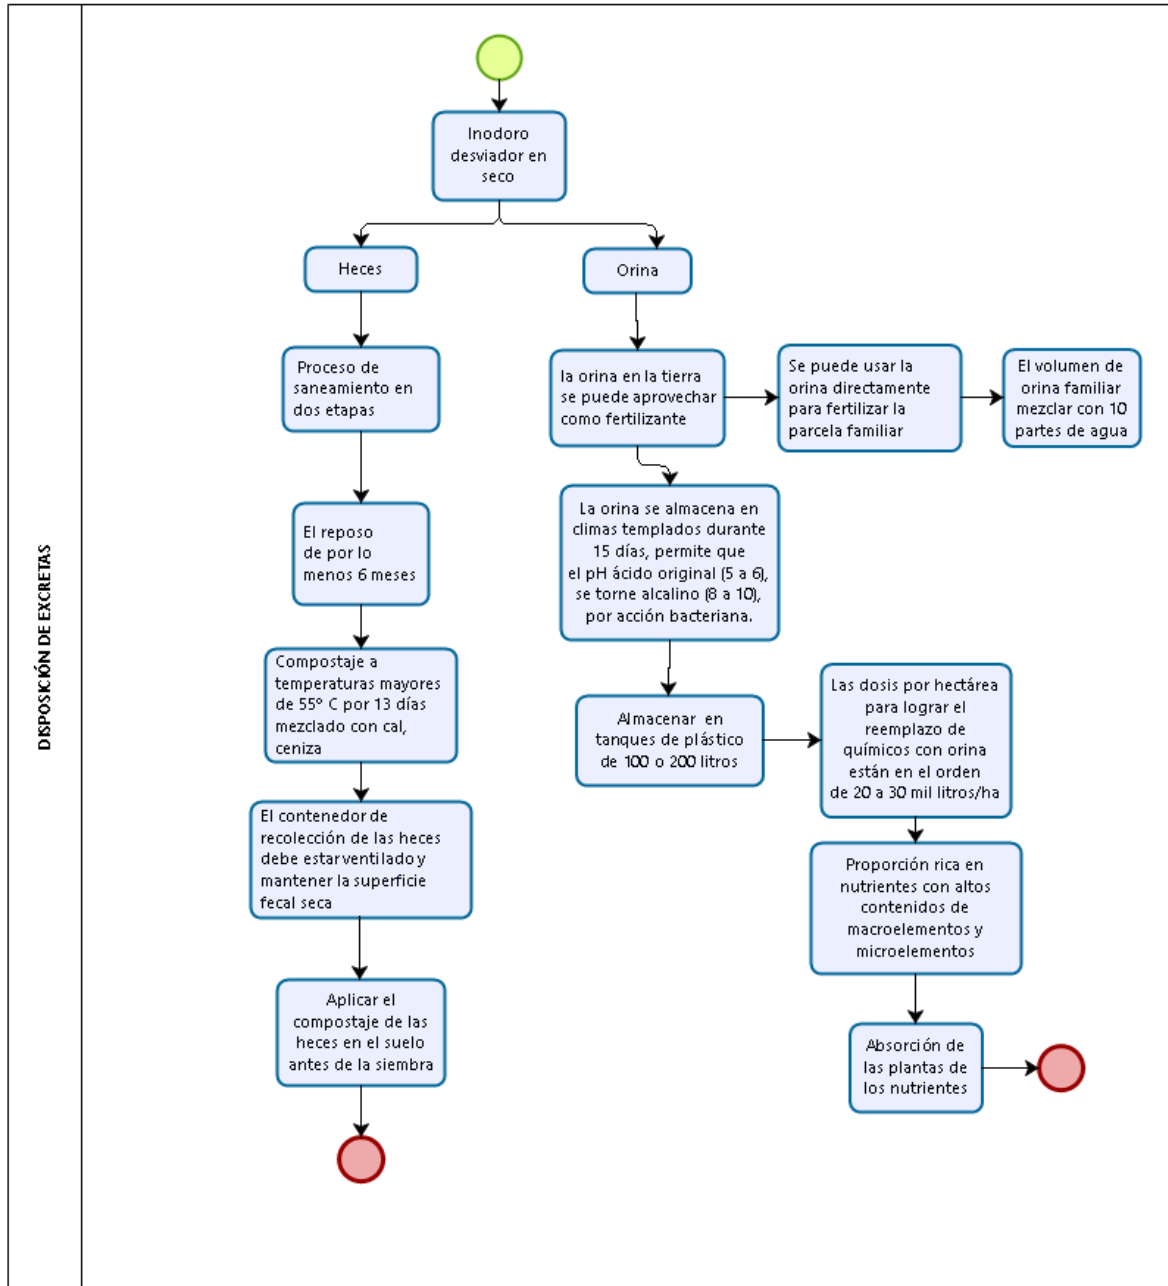 DISPOSICIÓN DE EXCRETAS
Inodoro
desviador en
seco
Heces
Orina
Proceso de
saneamiento en
dos etapas
la orina en la tierra
se puede aprovechar
como fertilizante
Se puede usar la
orina directamente
para fertilizar la
parcela familiar
El volumen de
orina familiar
mezclar con 10
partes de agua
El reposo
de por lo
menos 6 meses
La orina se almacena en
climas templados durante
15 días, permite que
el pH ácido original (5 a 6),
se torne alcalino (8 a 10),
por acción bacteriana.
Compostaje a
temperaturas mayores
de 55° C por 13 días
mezclado con cal,
ceniza
Almacenar en
tanques de plástico
de 100 o 200 litros
Las dosis por hectárea
para lograr el
reemplazo de
químicos con orina
están en el orden
de 20 a 30 mil litros/ha
El contenedor de
recolección de las heces
debe estar ventilado y
mantener la superficie
fecal seca
Proporción rica en
nutrientes con altos
contenidos de
macroelementos y
microelementos
Aplicar el
compostaje de las
heces en el suelo
antes de la siembra
Absorción de
las plantas de
los nutrientes